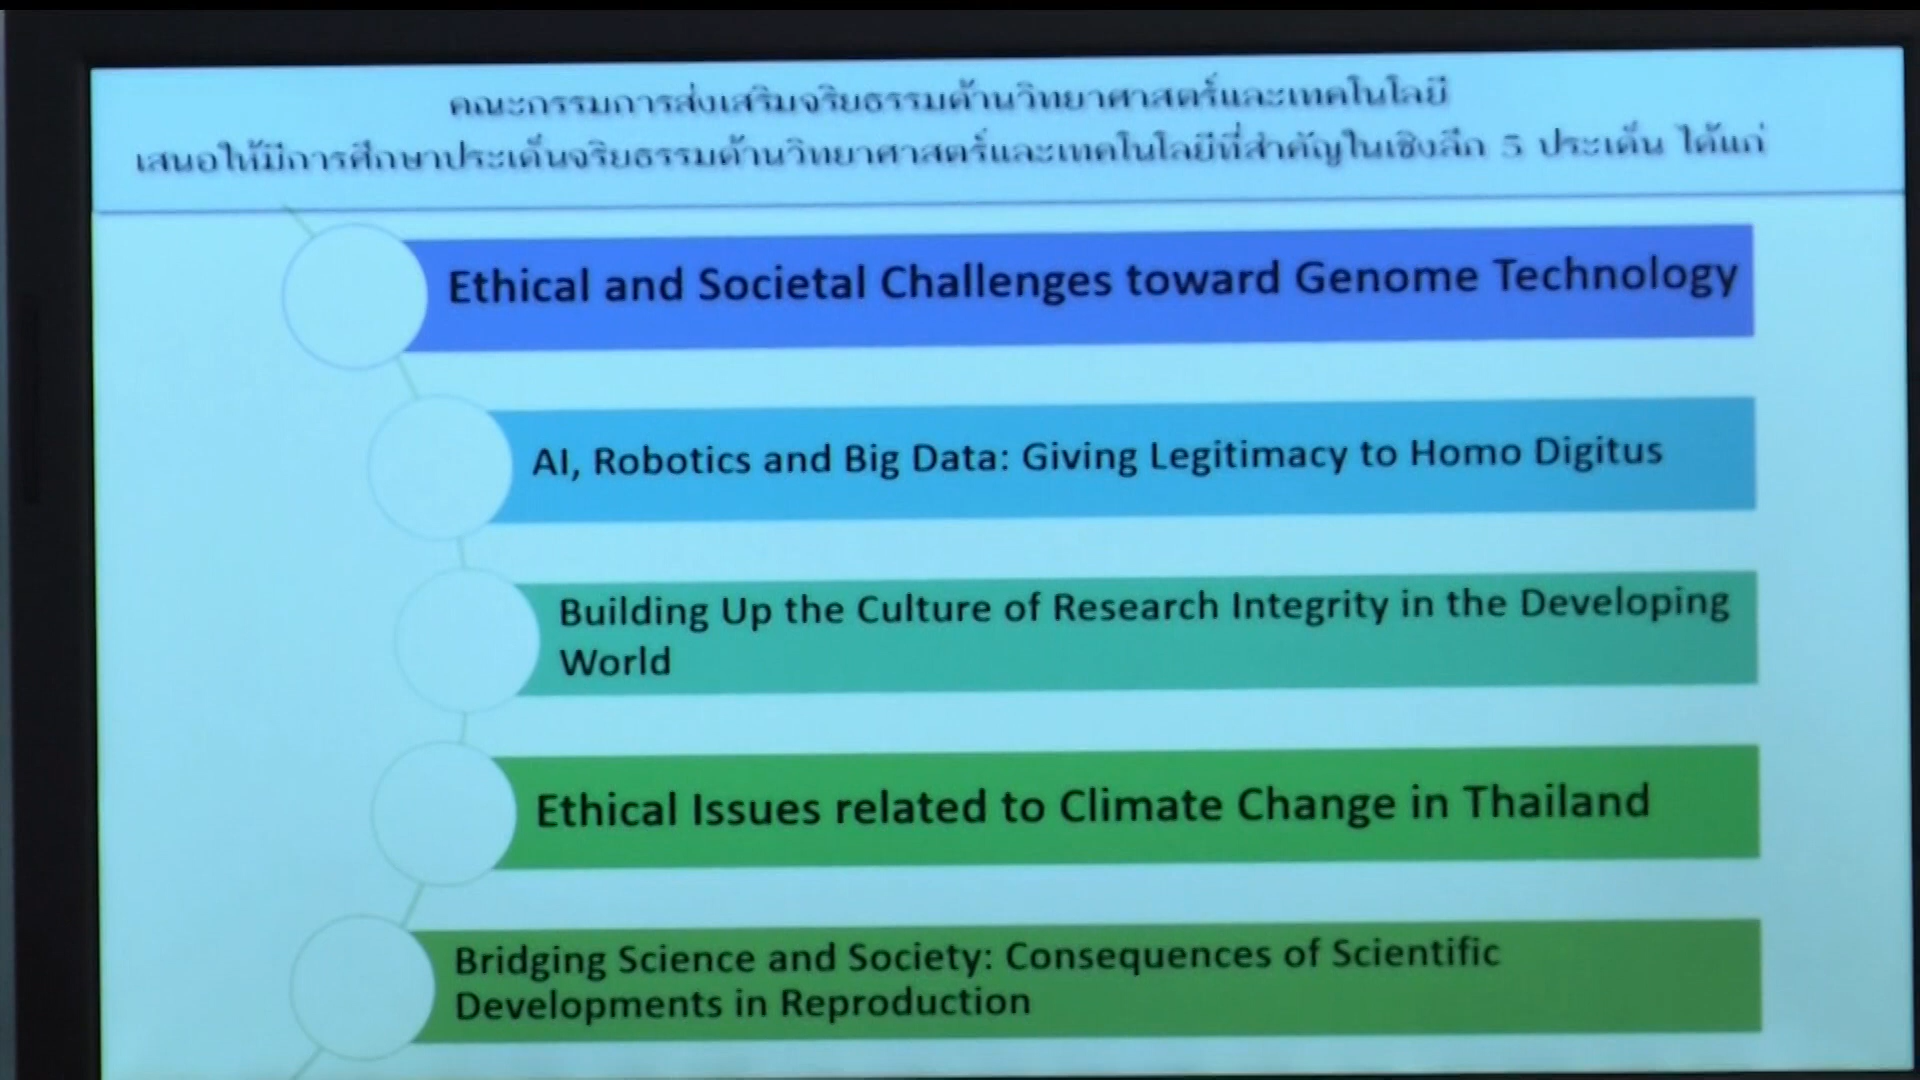 คณะกรรมการส่งเสริมจริยธรรมด้านวิทยาศาสตร์และเทคโนโลยี
เสนอให้มีการศึกษาประเด็นจริยธรรมด้านวิทยาศาสตร์และเทคโนโลยีที่สำคัญในเชิงลึก 5 ประเด็น ได้แก่
Ethical and Societal Challenges toward Genome Technology
AI, Robotics and Big Data: Giving Legitimacy to Homo Digitus
Building Up the Culture of Research Integrity in the Developing
World
Ethical Issues related to Climate Change in Thailand
Bridging Science and Society: Consequences of Scientific
Developments in Reproduction